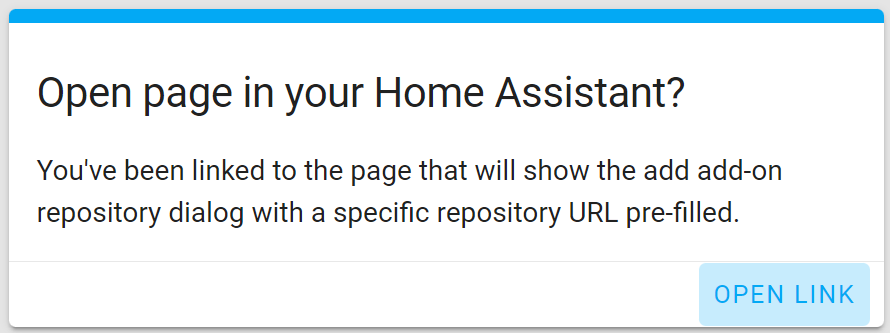 Open page in your Home Assistant?
You've been linked to the page that will show the add add-on
repository dialog with a specific repository URL pre-filled.
OPEN LINK